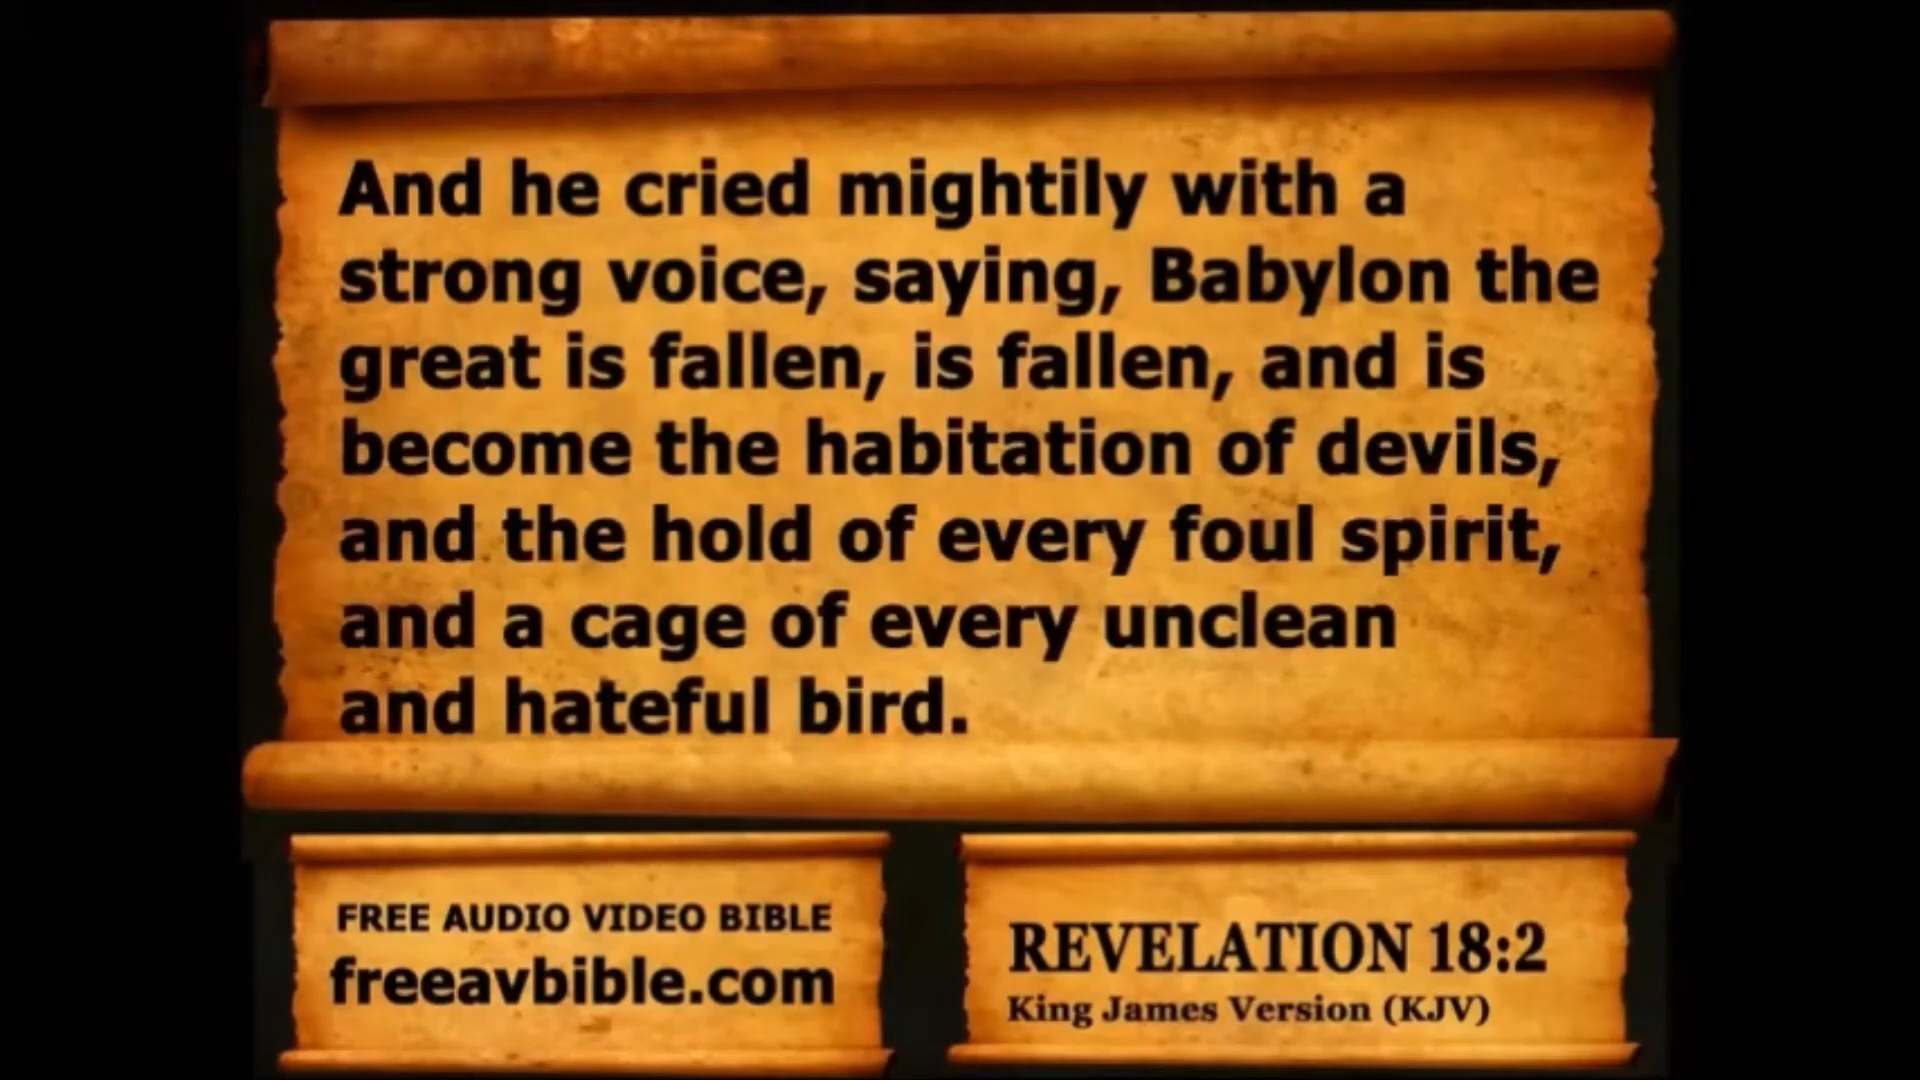 And he cried mightily with a
strong voice, saying, Babylon the
great is fallen, is fallen, and is
become the habitation of devils,
and the hold of every foul spirit,
and a cage of every unclean
and hateful bird.
FREE AUDIO VIDEO BIBLE
freeavbible.com
REVELATION 18:2
King James Version (KJV)